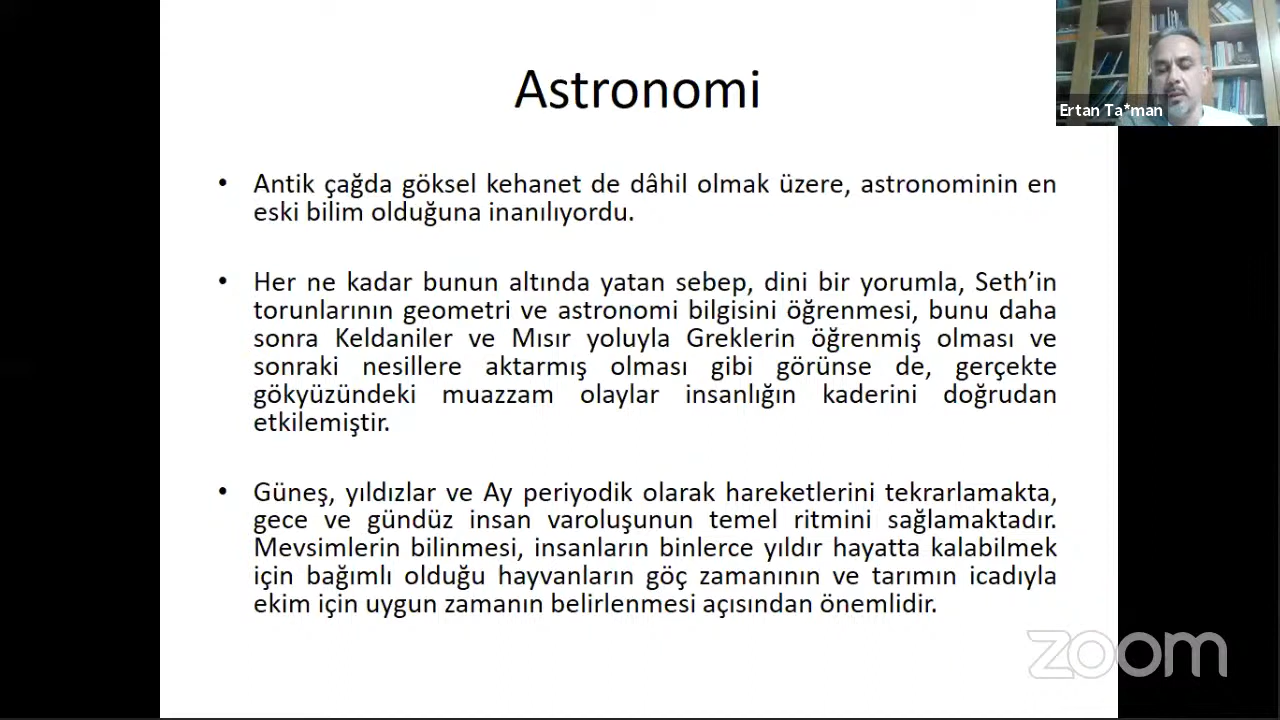 Astronomi
Ertan Ta*man
• Antik çağda göksel kehanet de dâhil olmak üzere, astronominin en
eski bilim olduğuna inanılıyordu.
• Her ne kadar bunun altında yatan sebep, dini bir yorumla, Seth’in
torunlarının geometri ve astronomi bilgisini öğrenmesi, bunu daha
sonra Keldaniler ve Mısır yoluyla Greklerin öğrenmiş olması ve
sonraki nesillere aktarmış olması gibi görünse de, gerçekte
gökyüzündeki muazzam olaylar insanlığın kaderini doğrudan
etkilemiştir.
• Güneş, yıldızlar ve Ay periyodik olarak hareketlerini tekrarlamakta,
gece ve gündüz insan varoluşunun temel ritmini sağlamaktadır.
Mevsimlerin bilinmesi, insanların binlerce yıldır hayatta kalabilmek
için bağımlı olduğu hayvanların göç zamanının ve tarımın icadıyla
ekim için uygun zamanın belirlenmesi açısından önemlidir.
zoom